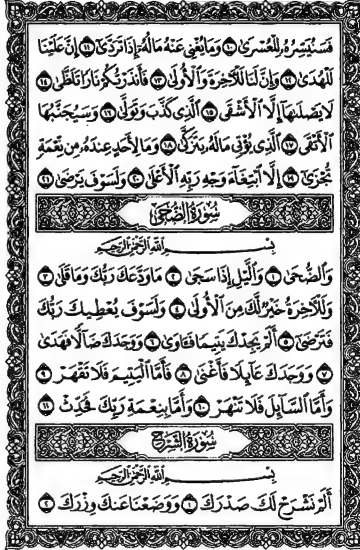 فَسَنُيَسِّرُهُۥ لِلْعُسْرَىٰ ١٠ وَمَا يُغْنِى عَنْهُ مَالُهُۥٓ إِذَا تَرَدَّىٰٓ ١١ إِنَّ عَلَيْنَا
لَلْهُدَىٰ ١٢ وَإِنَّ لَنَا لَلْءَاخِرَةَ وَٱلْأُولَىٰ ١٣ فَأَنذَرْتُكُمْ نَارًا تَلَظَّىٰ ١٤
لَا يَصْلَىٰهَآ إِلَّا ٱلْأَشْقَى ١٥ ٱلَّذِى كَذَّبَ وَتَوَلَّىٰ ١٦ وَسَيُجَنَّبُهَا
ٱلْأَتْقَى ١٧ ٱلَّذِى يُؤْتِى مَالَهُۥ يَتَزَكَّىٰ ١٨ وَمَا لِأَحَدٍ عِندَهُۥ مِن نِّعْمَةٍ
تُجْزَىٰٓ ١٩ إِلَّا ٱبْتِغَآءَ وَجْهِ رَبِّهِ ٱلْأَعْلَىٰ ٢٠ وَلَسَوْفَ يَرْضَىٰ ٢١
سُورَةُ الضُّحَىٰ
بِسْمِ ٱللَّهِ ٱلرَّحْمَٰنِ ٱلرَّحِيمِ
وَٱلضُّحَىٰ ١ وَٱلَّيْلِ إِذَا سَجَىٰ ٢ مَا وَدَّعَكَ رَبُّكَ وَمَا قَلَىٰ ٣
وَلَلْءَاخِرَةُ خَيْرٌ لَّكَ مِنَ ٱلْأُولَىٰ ٤ وَلَسَوْفَ يُعْطِيكَ رَبُّكَ
فَتَرْضَىٰٓ ٥ أَلَمْ يَجِدْكَ يَتِيمًا فَـَٔاوَىٰ ٦ وَوَجَدَكَ ضَآلًّا فَهَدَىٰ
٧ وَوَجَدَكَ عَآئِلًا فَأَغْنَىٰ ٨ فَأَمَّا ٱلْيَتِيمَ فَلَا تَقْهَرْ ٩
وَأَمَّا ٱلسَّآئِلَ فَلَا تَنْهَرْ ١٠ وَأَمَّا بِنِعْمَةِ رَبِّكَ فَحَدِّثْ ١١
سُورَةُ الشَّرْحِ
بِسْمِ ٱللَّهِ ٱلرَّحْمَٰنِ ٱلرَّحِيمِ
أَلَمْ نَشْرَحْ لَكَ صَدْرَكَ ١ وَوَضَعْنَا عَنكَ وِزْرَكَ ٢